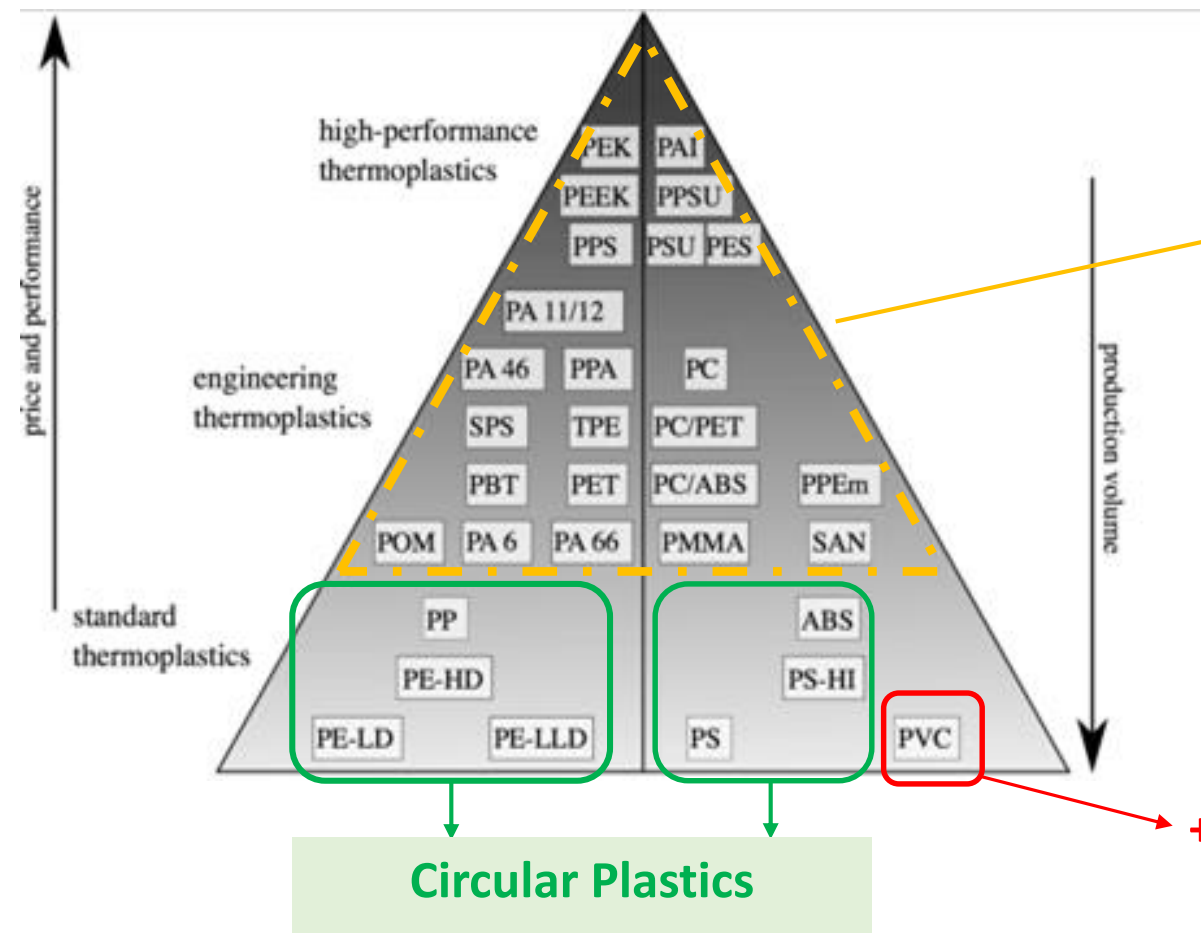 high-performance
thermoplastics
PEK
PAI
PEEK
PPSU
PPS
PSU
PES
price and performance
PA 11/12
engineering
thermoplastics
PA 46
PPA
PC
SPS
TPE
PC/PET
PBT
PET
PC/ABS
PPEm
POM
PA 6
PA 66
PMMA
SAN
production volume
standard
thermoplastics
PP
ABS
PE-HD
PS-HI
PE-LD
PE-LLD
PS
PVC
Circular Plastics